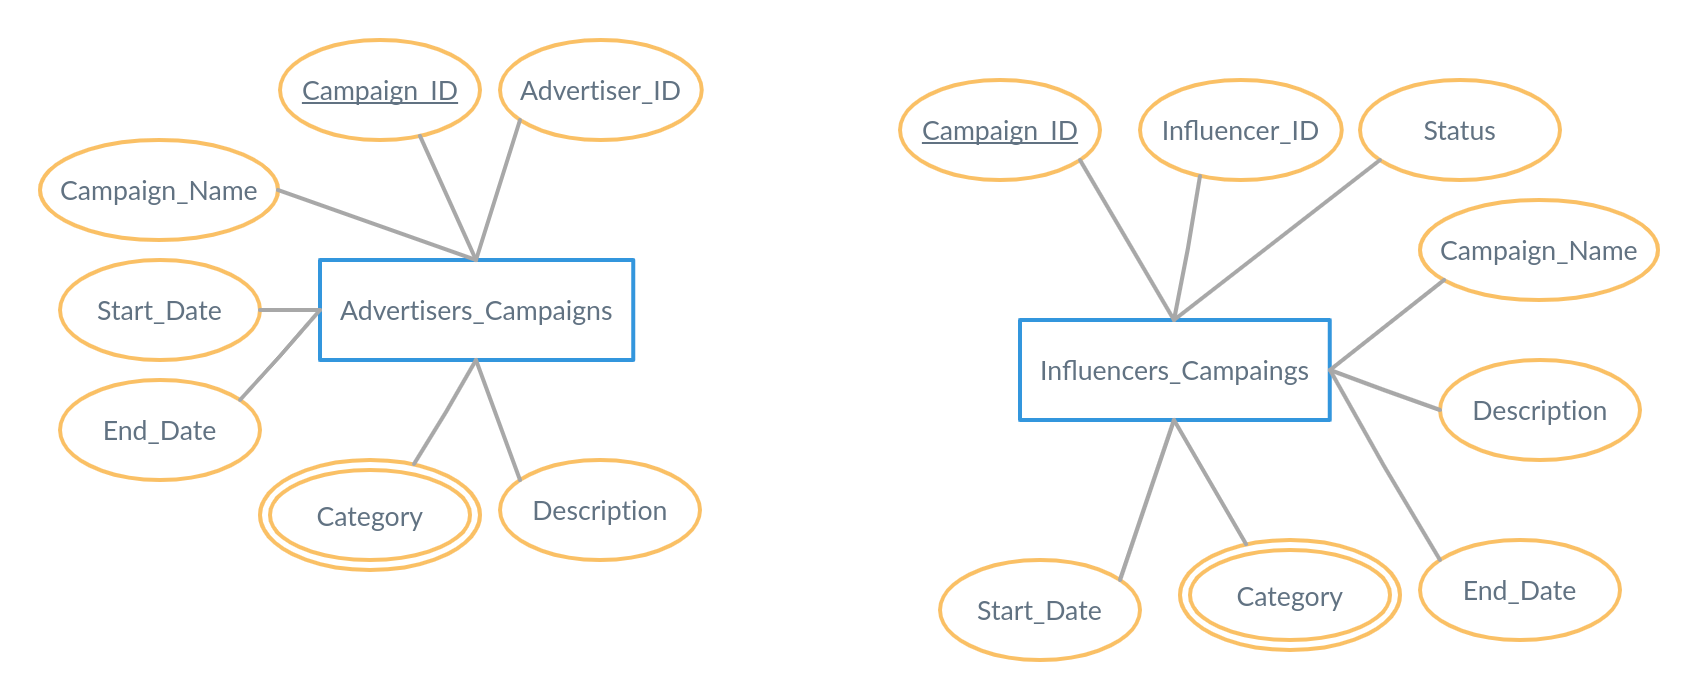 Campaign_ID
Advertiser_ID
Campaign_Name
Start_Date
Advertisers_Campaigns
End_Date
Category
Description
Campaign_ID
Influencer_ID
Status
Campaign_Name
Influencers_Campaings
Description
Start_Date
Category
End_Date